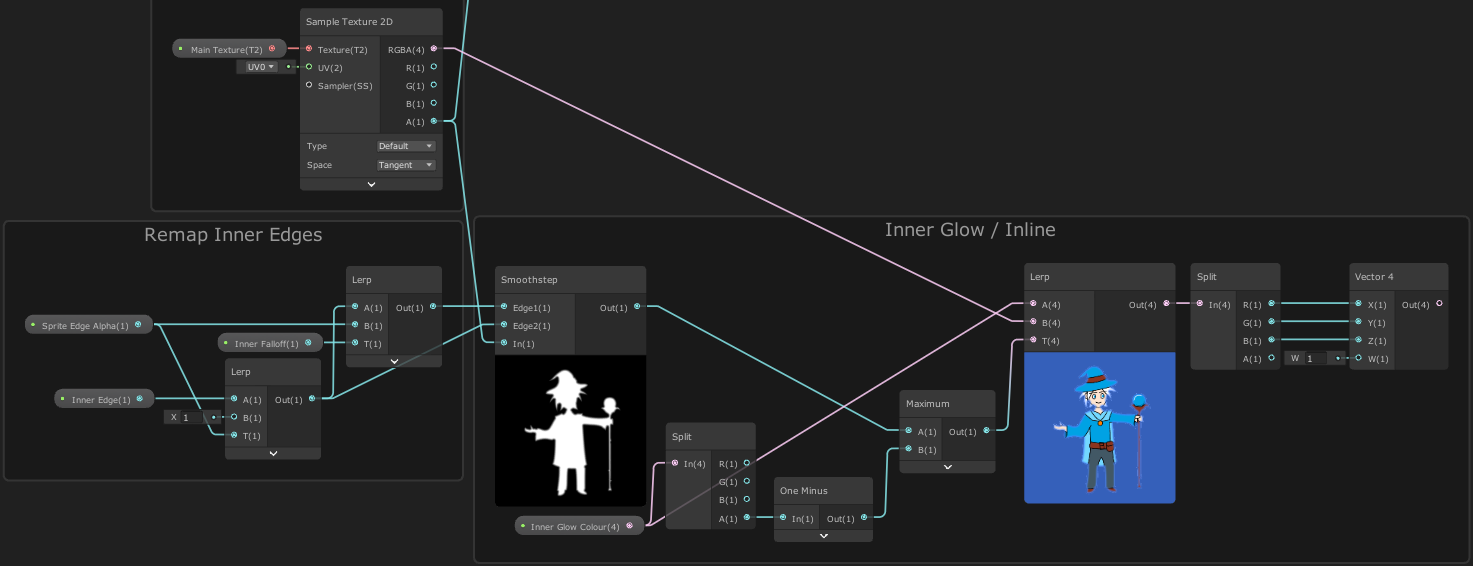 Sample Texture 2D
Main Texture(T2)
Texture(T2)
RGBA(4)
UV0
UV(2)
R(1)
Sampler(SS)
G(1)
B(1)
A(1)
Type
Default
Space
Tangent
Remap Inner Edges
Lerp
A(1)
Out(1)
Sprite Edge Alpha(1)
B(1)
Inner Falloff(1)
T(1)
Lerp
Inner Edge(1)
A(1)
Out(1)
X 1
B(1)
T(1)
Inner Glow / Inline
Smoothstep
Edge1(1)
Out(1)
Edge2(1)
In(1)
Split
In(4)
R(1)
G(1)
B(1)
A(1)
Inner Glow Colour(4)
One Minus
In(1)
Out(1)
Maximum
A(1)
Out(1)
B(1)
Lerp
A(4)
Out(4)
B(4)
T(4)
Split
In(4)
R(1)
G(1)
B(1)
A(1)
Vector 4
X(1)
Out(4)
Y(1)
Z(1)
W 1
W(1)